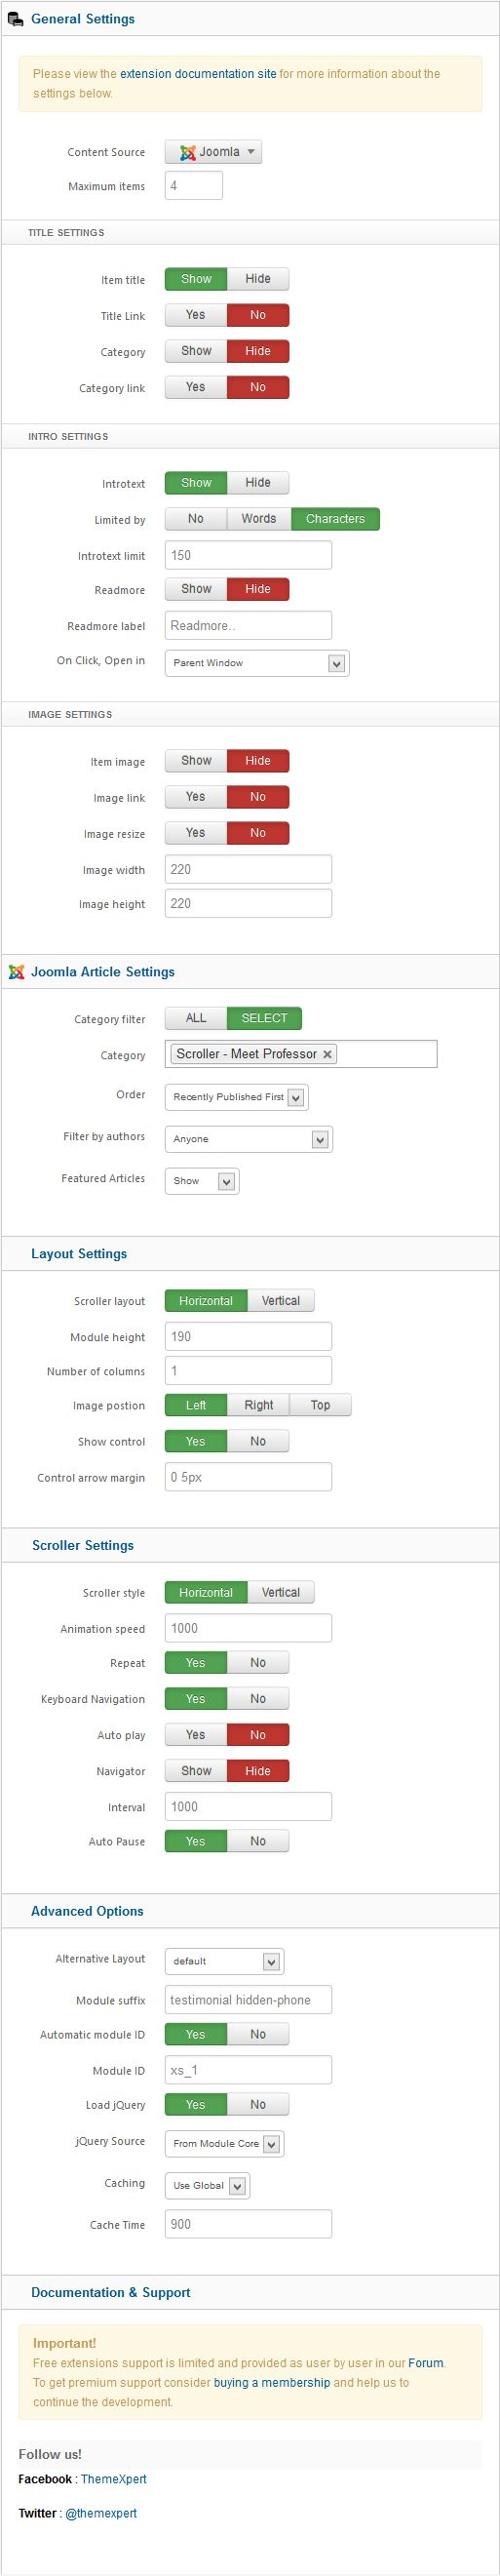 General Settings
Please view the extension documentation site for more information about the
settings below.
Content Source Joomla
Maximum items 4
TITLE SETTINGS
Item title Show Hide
Title Link Yes No
Category Show Hide
Category link Yes No
INTRO SETTINGS
Introtext Show Hide
Limited by No Words Characters
Introtext limit 150
Readmore Show Hide
Readmore label Readmore..
On Click, Open in Parent Window
IMAGE SETTINGS
Item image Show Hide
Image link Yes No
Image resize Yes No
Image width 220
Image height 220
Joomla Article Settings
Category filter ALL SELECT
Category Scroller - Meet Professor ×
Order Recently Published First
Filter by authors Anyone
Featured Articles Show
Layout Settings
Scroller layout Horizontal Vertical
Module height 190
Number of columns 1
Image postion Left Right Top
Show control Yes No
Control arrow margin 0 5px
Scroller Settings
Scroller style Horizontal Vertical
Animation speed 1000
Repeat Yes No
Keyboard Navigation Yes No
Auto play Yes No
Navigator Show Hide
Interval 1000
Auto Pause Yes No
Advanced Options
Alternative Layout default
Module suffix testimonial hidden-phone
Automatic module ID Yes No
Module ID xs_1
Load jQuery Yes No
jQuery Source From Module Core
Caching Use Global
Cache Time 900
Documentation & Support
Important!
Free extensions support is limited and provided as user by user in our Forum.
To get premium support consider buying a membership and help us to
continue the development.
Follow us!
Facebook : ThemeXpert
Twitter : @themexpert